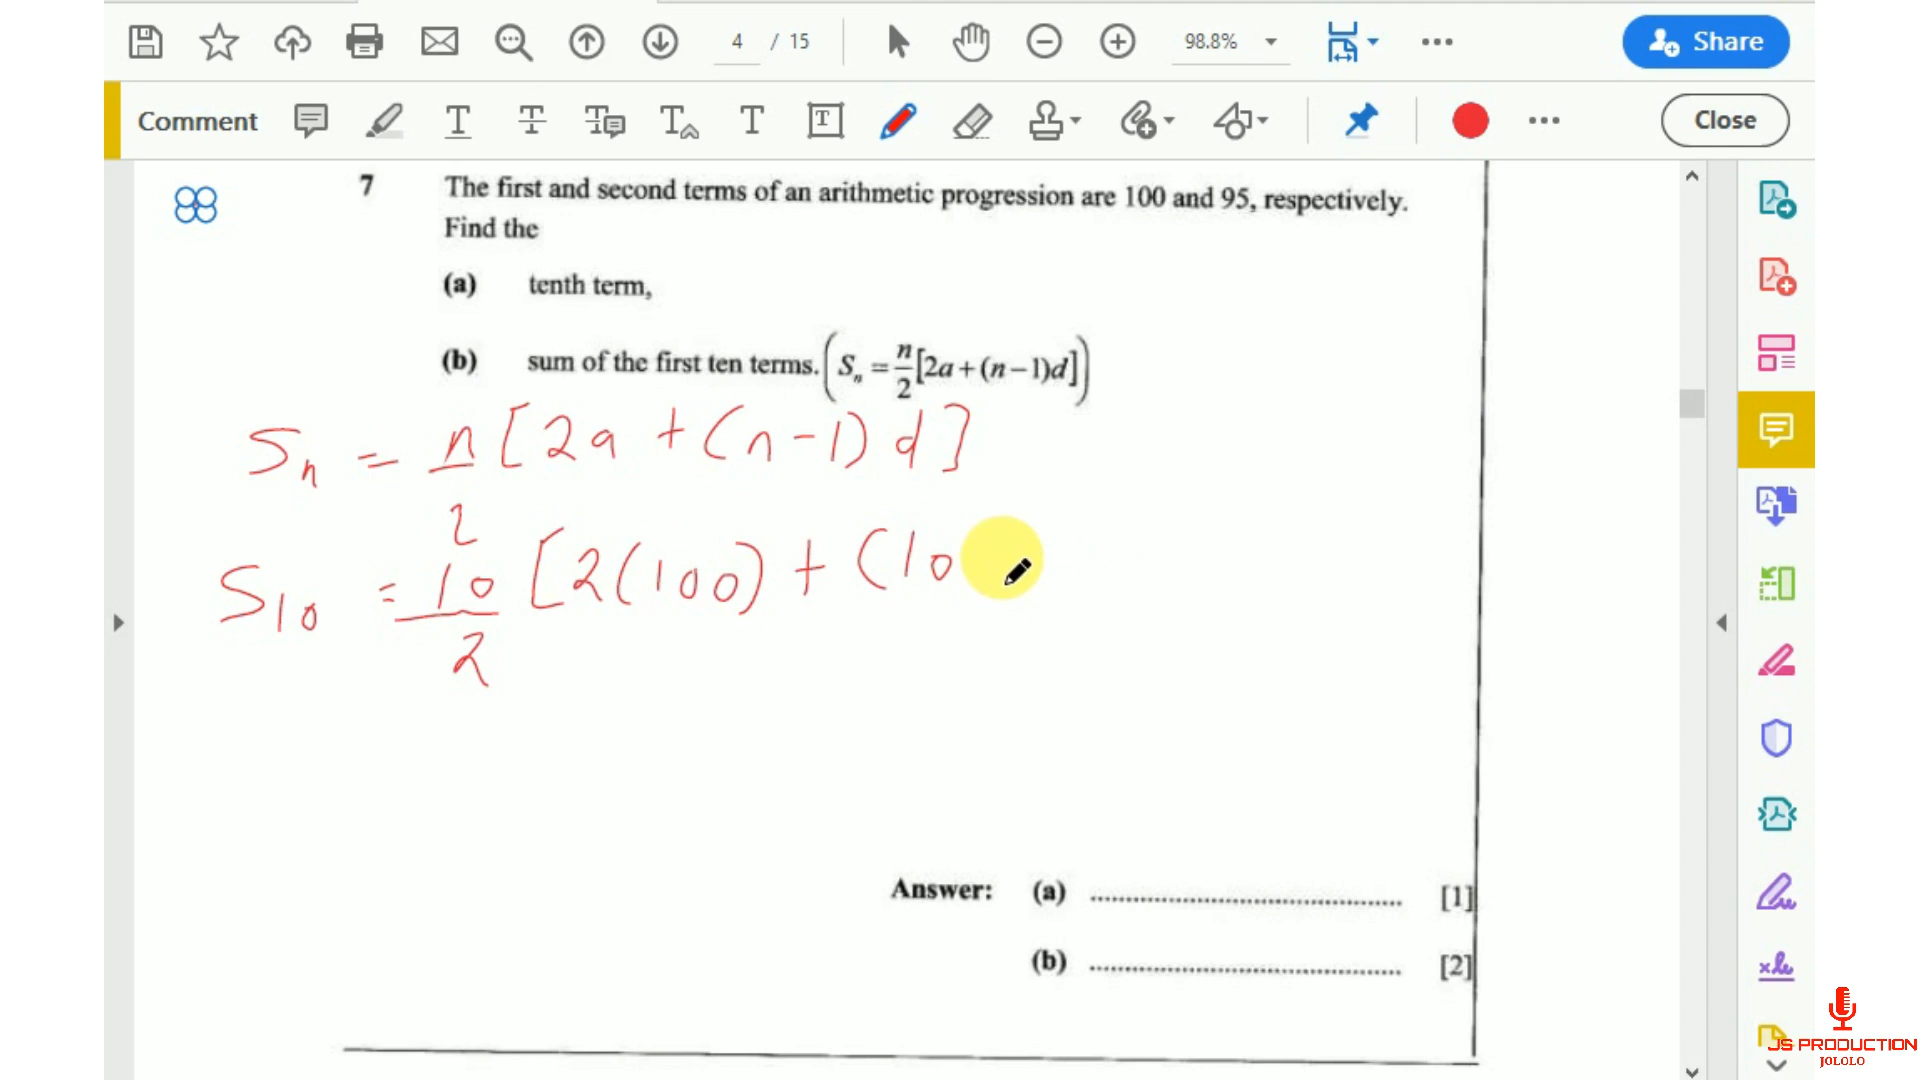 4 / 15
98.8%
Share
Comment
Close
7 The first and second terms of an arithmetic progression are 100 and 95, respectively.
Find the
(a) tenth term,
(b) sum of the first ten terms. (Sₙ = n/2[2a+(n−1)d])
Sₙ = n/2 [2a + (n-1)d]
S₁₀ = 10/2 [2(100) + (10
Answer: (a) ........................................ [1]
(b) ........................................ [2]
JS PRODUCTION
JOLOLO